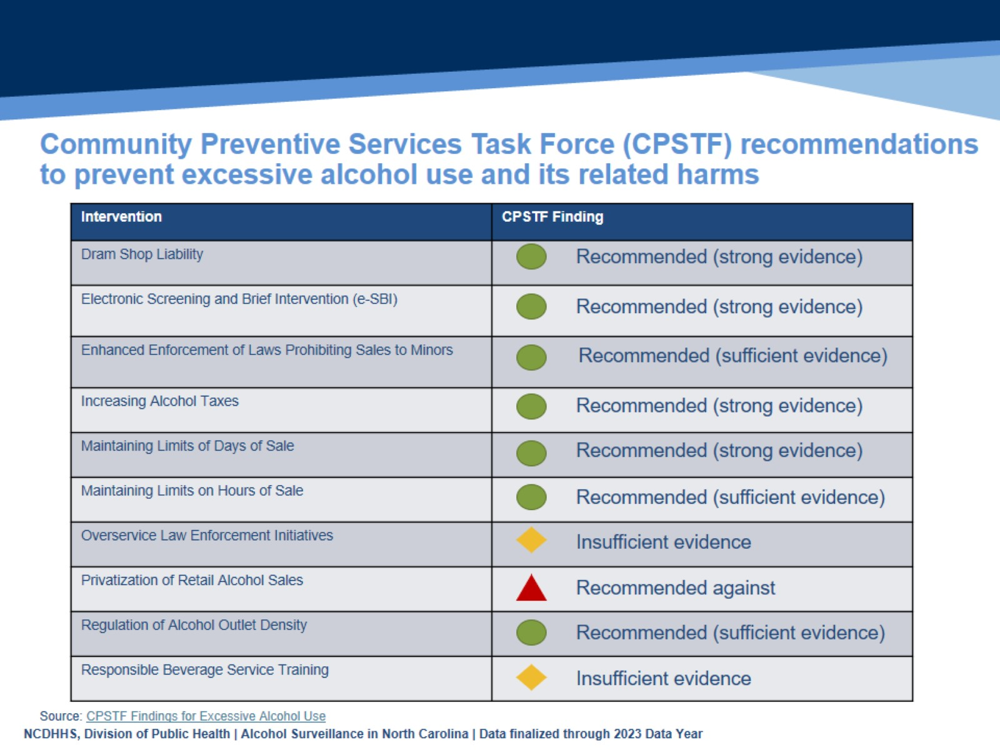 Community Preventive Services Task Force (CPSTF) recommendations
to prevent excessive alcohol use and its related harms
Intervention CPSTF Finding
Dram Shop Liability Recommended (strong evidence)
Electronic Screening and Brief Intervention (e-SBI) Recommended (strong evidence)
Enhanced Enforcement of Laws Prohibiting Sales to Minors Recommended (sufficient evidence)
Increasing Alcohol Taxes Recommended (strong evidence)
Maintaining Limits of Days of Sale Recommended (strong evidence)
Maintaining Limits on Hours of Sale Recommended (sufficient evidence)
Overservice Law Enforcement Initiatives Insufficient evidence
Privatization of Retail Alcohol Sales Recommended against
Regulation of Alcohol Outlet Density Recommended (sufficient evidence)
Responsible Beverage Service Training Insufficient evidence
Source: CPSTF Findings for Excessive Alcohol Use
NCDHHS, Division of Public Health | Alcohol Surveillance in North Carolina | Data finalized through 2023 Data Year